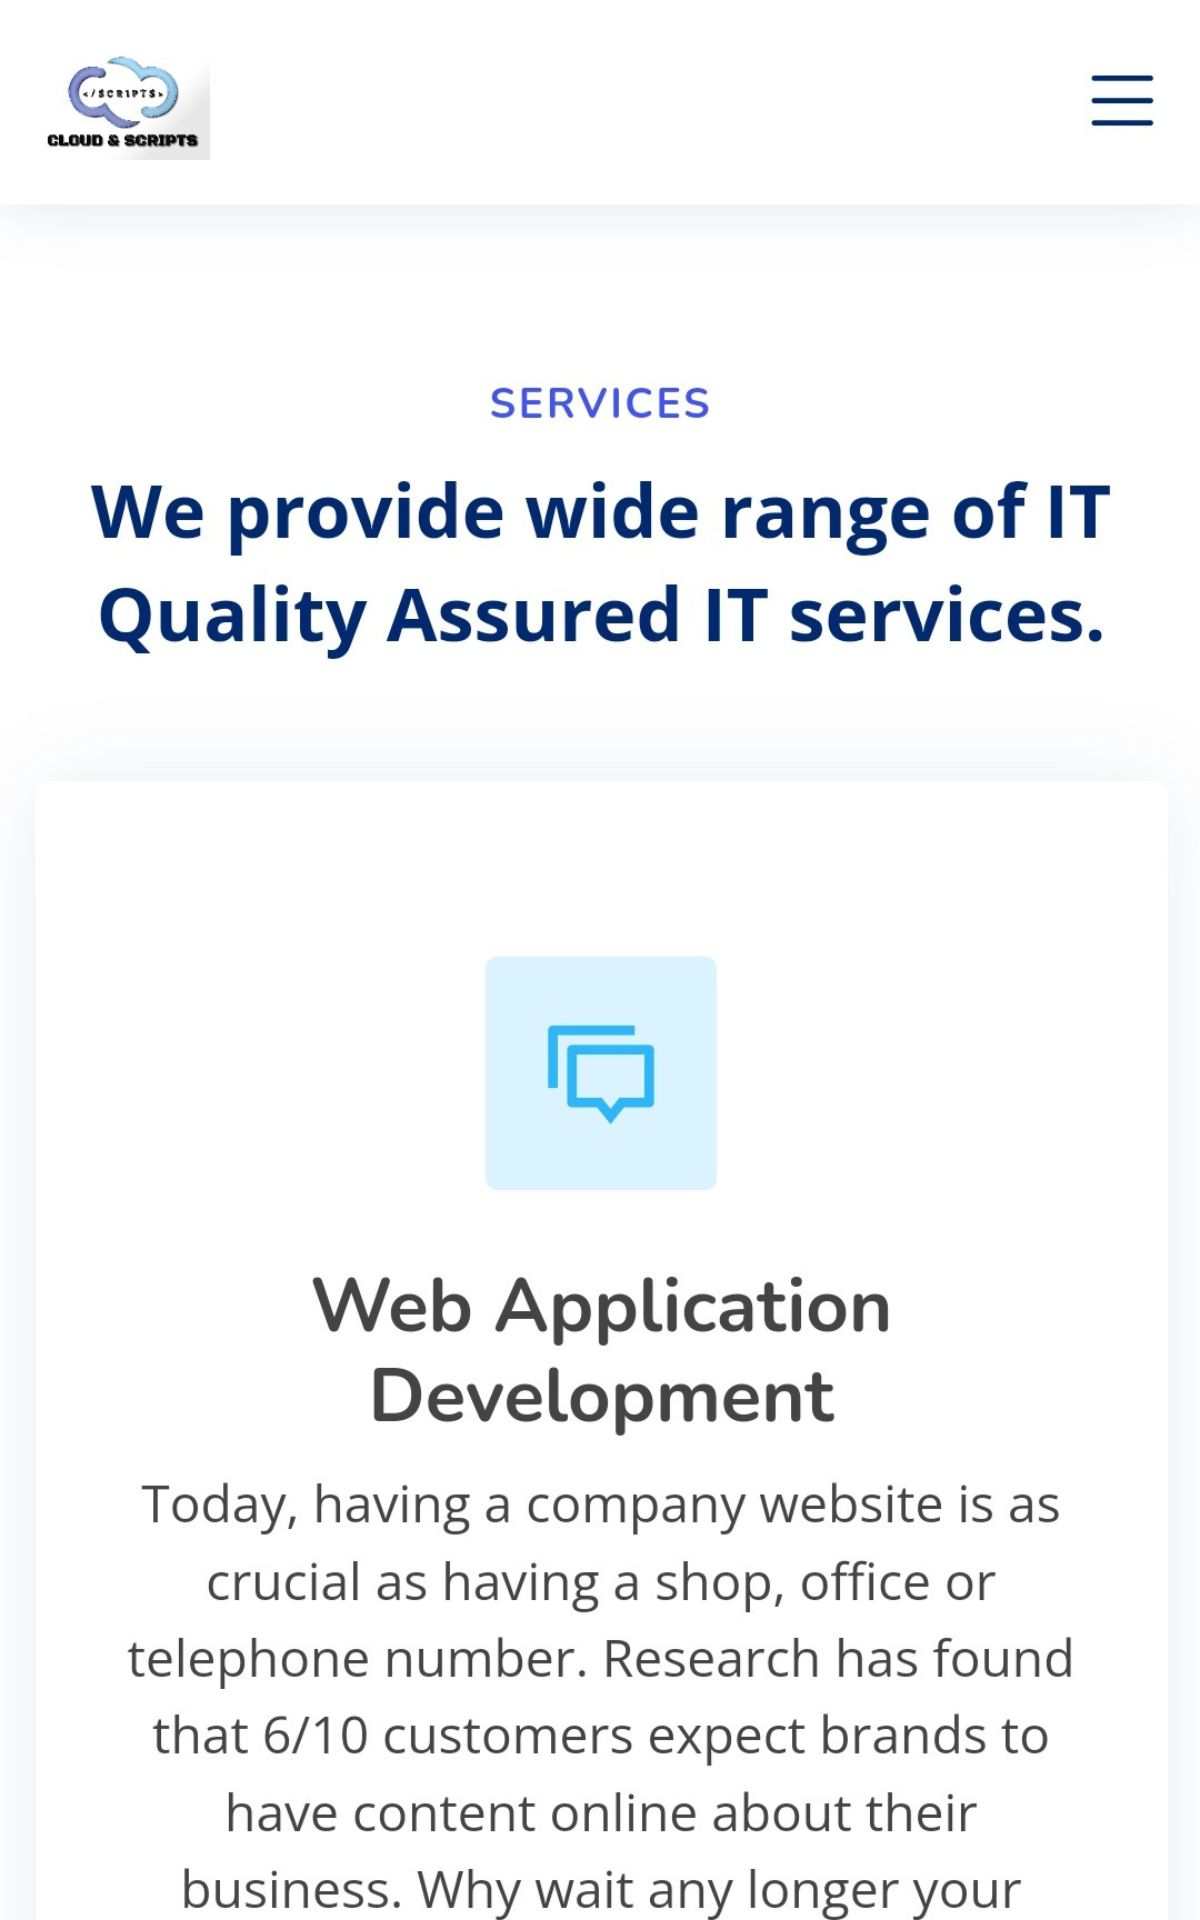 </SCRIPTS>
CLOUD & SCRIPTS
SERVICES
We provide wide range of IT
Quality Assured IT services.
Web Application
Development
Today, having a company website is as
crucial as having a shop, office or
telephone number. Research has found
that 6/10 customers expect brands to
have content online about their
business. Why wait any longer your